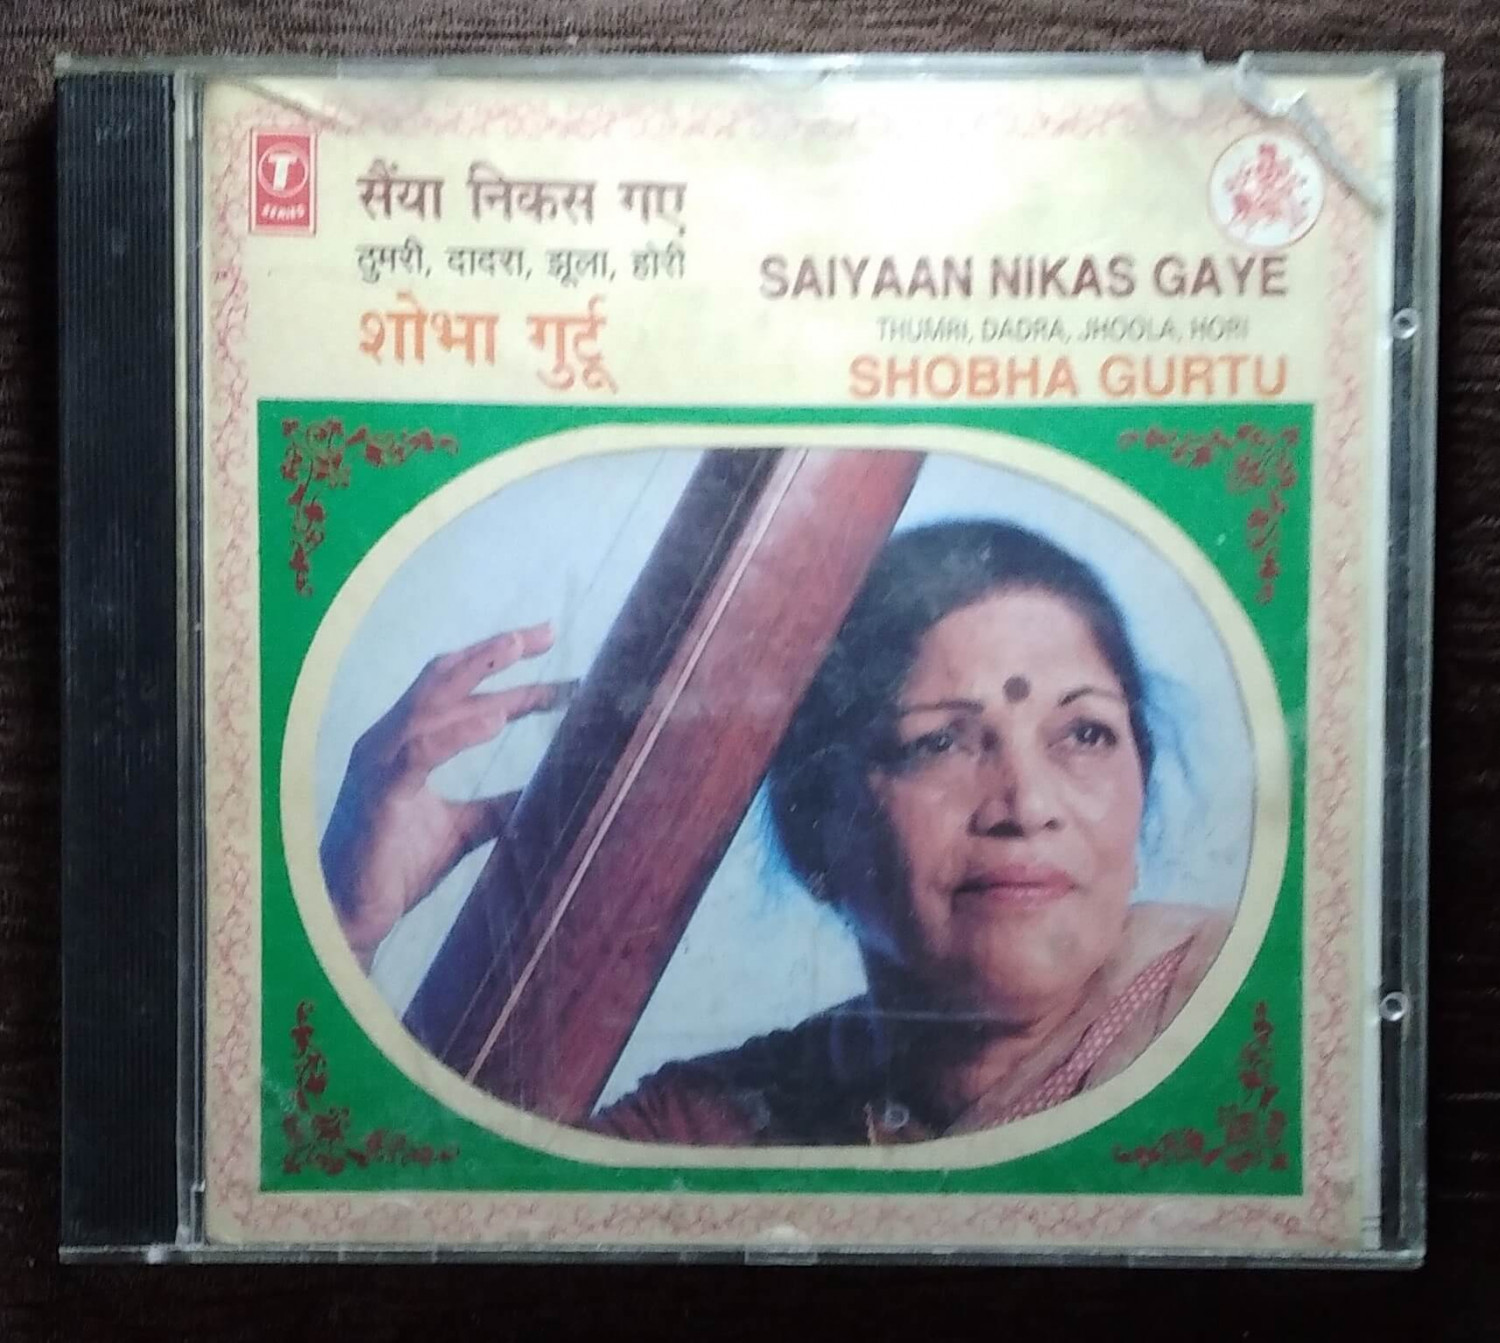 T
SERIES
सैंया निकस गए
ठुमरी, दादरा, झूला, होरी
शोभा गुर्टू
SAIYAAN NIKAS GAYE
THUMRI, DADRA, JHOOLA, HORI
SHOBHA GURTU